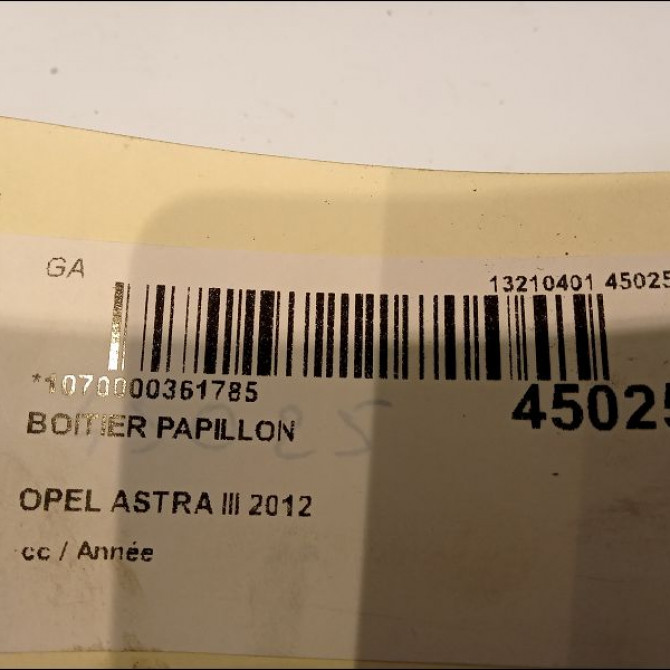 GA
13210401 45025
*1070000361785
45025
BOITIER PAPILLON
OPEL ASTRA III 2012
cc / Année